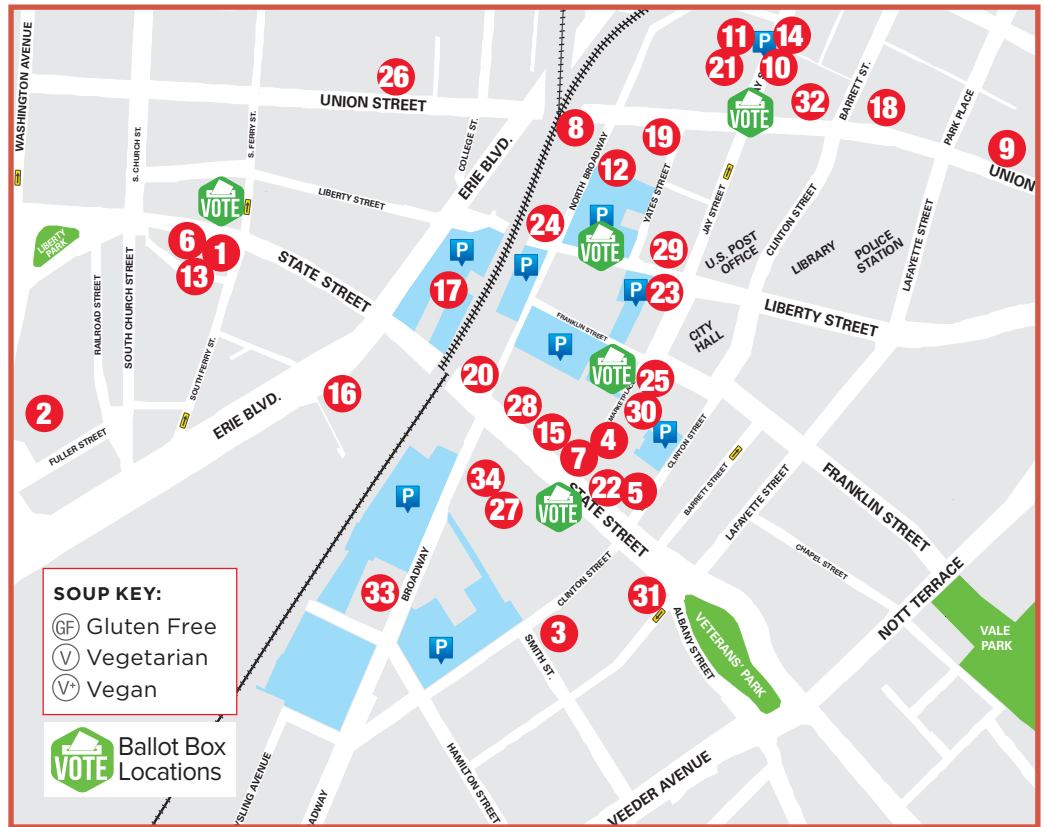 WASHINGTON AVENUE
26
UNION STREET
11
P
14
21
10
VOTE
32
BARRETT ST.
18
PARK PLACE
9
UNION
S. CHURCH ST.
S. FERRY ST.
COLLEGE ST.
ERIE BLVD.
8
NORTH BROADWAY
19
12
YATES STREET
JAY STREET
CLINTON STREET
LAFAYETTE STREET
VOTE
LIBERTY STREET
P
24
VOTE
29
U.S. POST
OFFICE
LIBRARY
POLICE
STATION
LIBERTY
PARK
6
1
13
STATE STREET
P
17
P
P
23
LIBERTY STREET
RAILROAD STREET
SOUTH CHURCH STREET
SOUTH FERRY ST.
FRANKLIN STREET
P
CITY
HALL
VOTE
25
20
16
2
ERIE BLVD.
FULLER STREET
28
30
15
4
7
P
CLINTON STREET
34
27
VOTE
22
5
STATE STREET
BARRETT STREET
LAFAYETTE STREET
FRANKLIN STREET
P
CHAPEL STREET
NOTT TERRACE
33
BROADWAY
CLINTON STREET
31
3
SMITH ST.
ALBANY STREET
VETERANS' PARK
VALE
PARK
P
HAMILTON STREET
VEEDER AVENUE
SOUP KEY:
GF Gluten Free
V Vegetarian
V+ Vegan
VOTE
Ballot Box
Locations